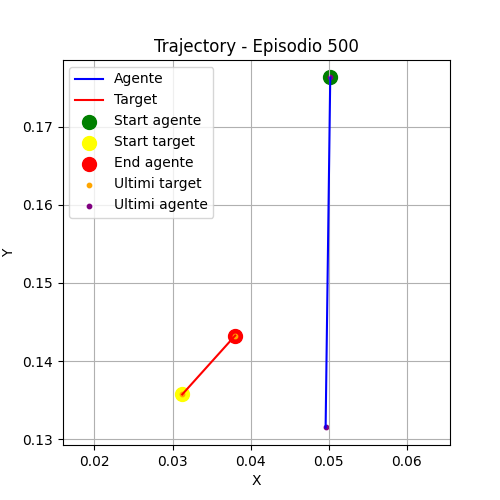 Trajectory - Episodio 500
Agente
Target
Start agente
Start target
End agente
Ultimi target
Ultimi agente
0.17
0.16
0.15
0.14
0.13
Y
0.02 0.03 0.04 0.05 0.06
X